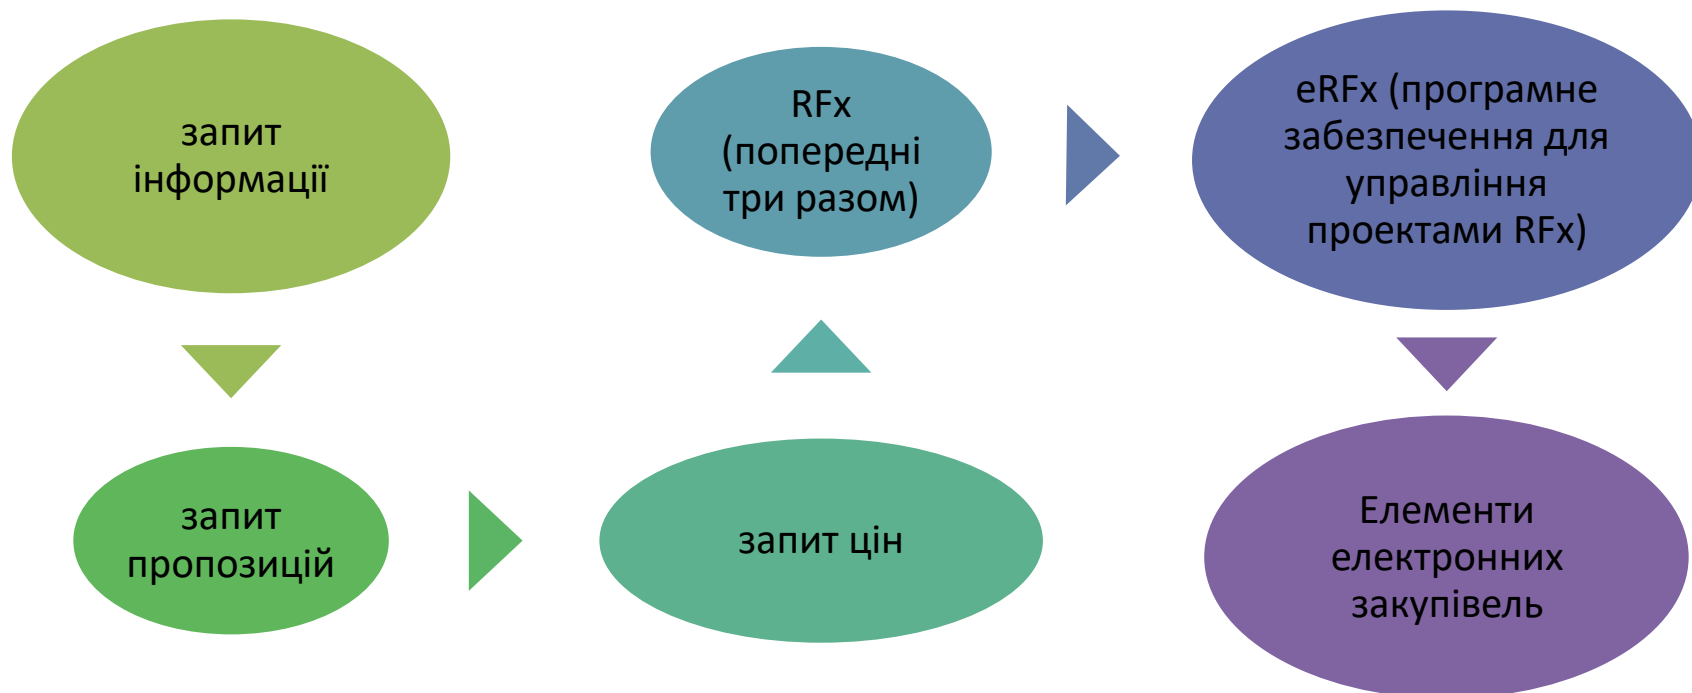 запит
інформації
запит
пропозицій
запит цін
RFx
(попередні
три разом)
eRFx (програмне
забезпечення для
управління
проектами RFx)
Елементи
електронних
закупівель